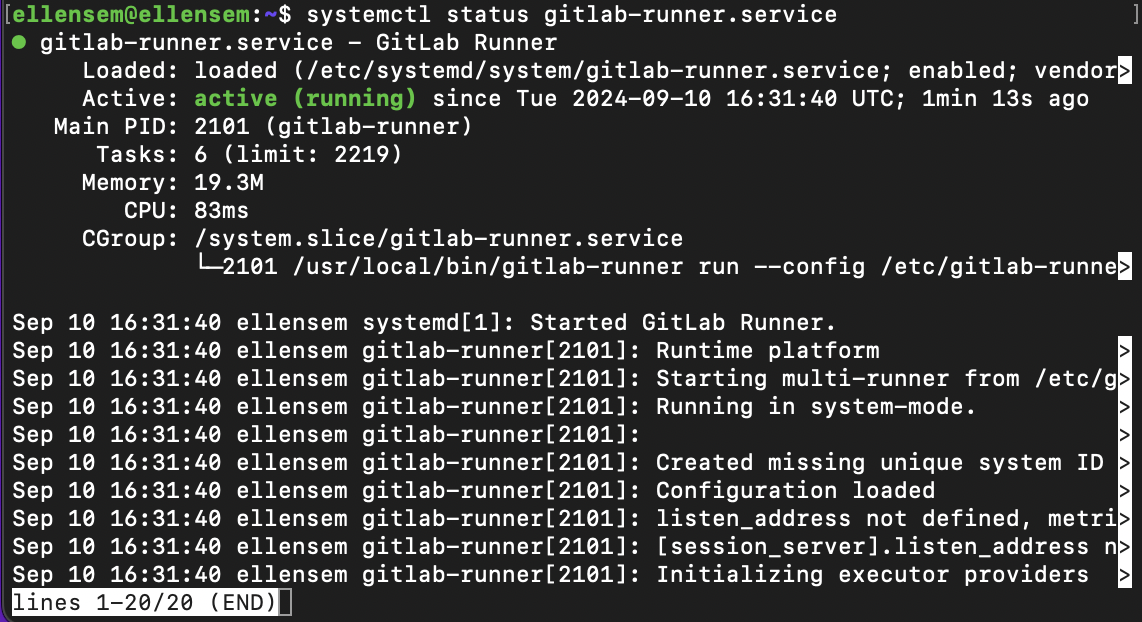 [ellensem@ellensem:~$ systemctl status gitlab-runner.service ]
● gitlab-runner.service - GitLab Runner
     Loaded: loaded (/etc/systemd/system/gitlab-runner.service; enabled; vendor>
     Active: active (running) since Tue 2024-09-10 16:31:40 UTC; 1min 13s ago
   Main PID: 2101 (gitlab-runner)
      Tasks: 6 (limit: 2219)
     Memory: 19.3M
        CPU: 83ms
     CGroup: /system.slice/gitlab-runner.service
             └─2101 /usr/local/bin/gitlab-runner run --config /etc/gitlab-runne>

Sep 10 16:31:40 ellensem systemd[1]: Started GitLab Runner.
Sep 10 16:31:40 ellensem gitlab-runner[2101]: Runtime platform                 >
Sep 10 16:31:40 ellensem gitlab-runner[2101]: Starting multi-runner from /etc/g>
Sep 10 16:31:40 ellensem gitlab-runner[2101]: Running in system-mode.          >
Sep 10 16:31:40 ellensem gitlab-runner[2101]:                                  >
Sep 10 16:31:40 ellensem gitlab-runner[2101]: Created missing unique system ID >
Sep 10 16:31:40 ellensem gitlab-runner[2101]: Configuration loaded             >
Sep 10 16:31:40 ellensem gitlab-runner[2101]: listen_address not defined, metri>
Sep 10 16:31:40 ellensem gitlab-runner[2101]: [session_server].listen_address n>
Sep 10 16:31:40 ellensem gitlab-runner[2101]: Initializing executor providers  >
lines 1-20/20 (END)